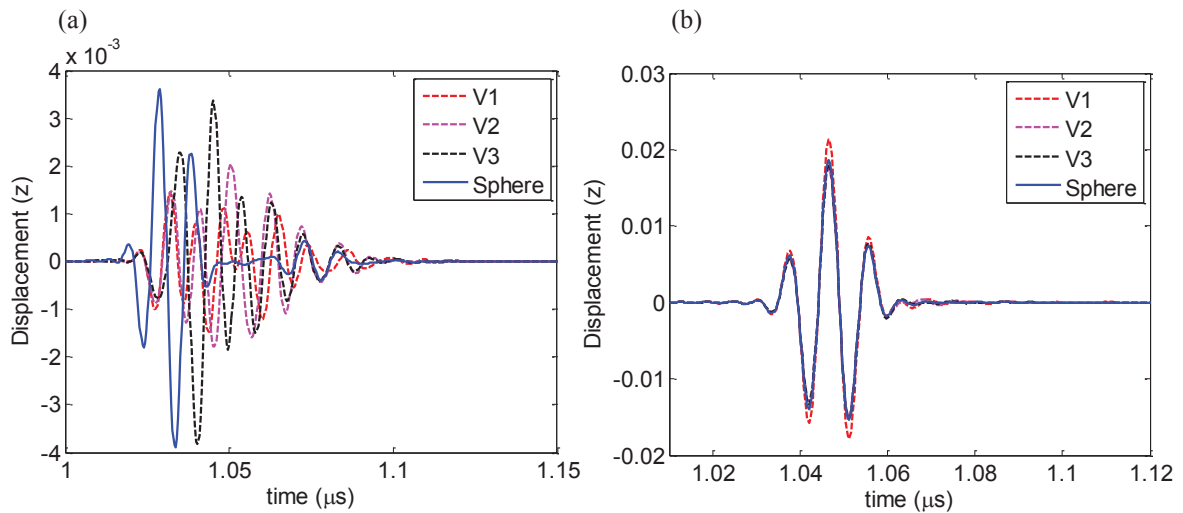 (a)
x 10⁻³
4
3
2
1
0
-1
-2
-3
-4
1
1.05
1.1
1.15
Displacement (z)
time (μs)
V1
V2
V3
Sphere
(b)
0.03
0.02
0.01
0
-0.01
-0.02
1.02
1.04
1.06
1.08
1.1
1.12
Displacement (z)
time (μs)
V1
V2
V3
Sphere